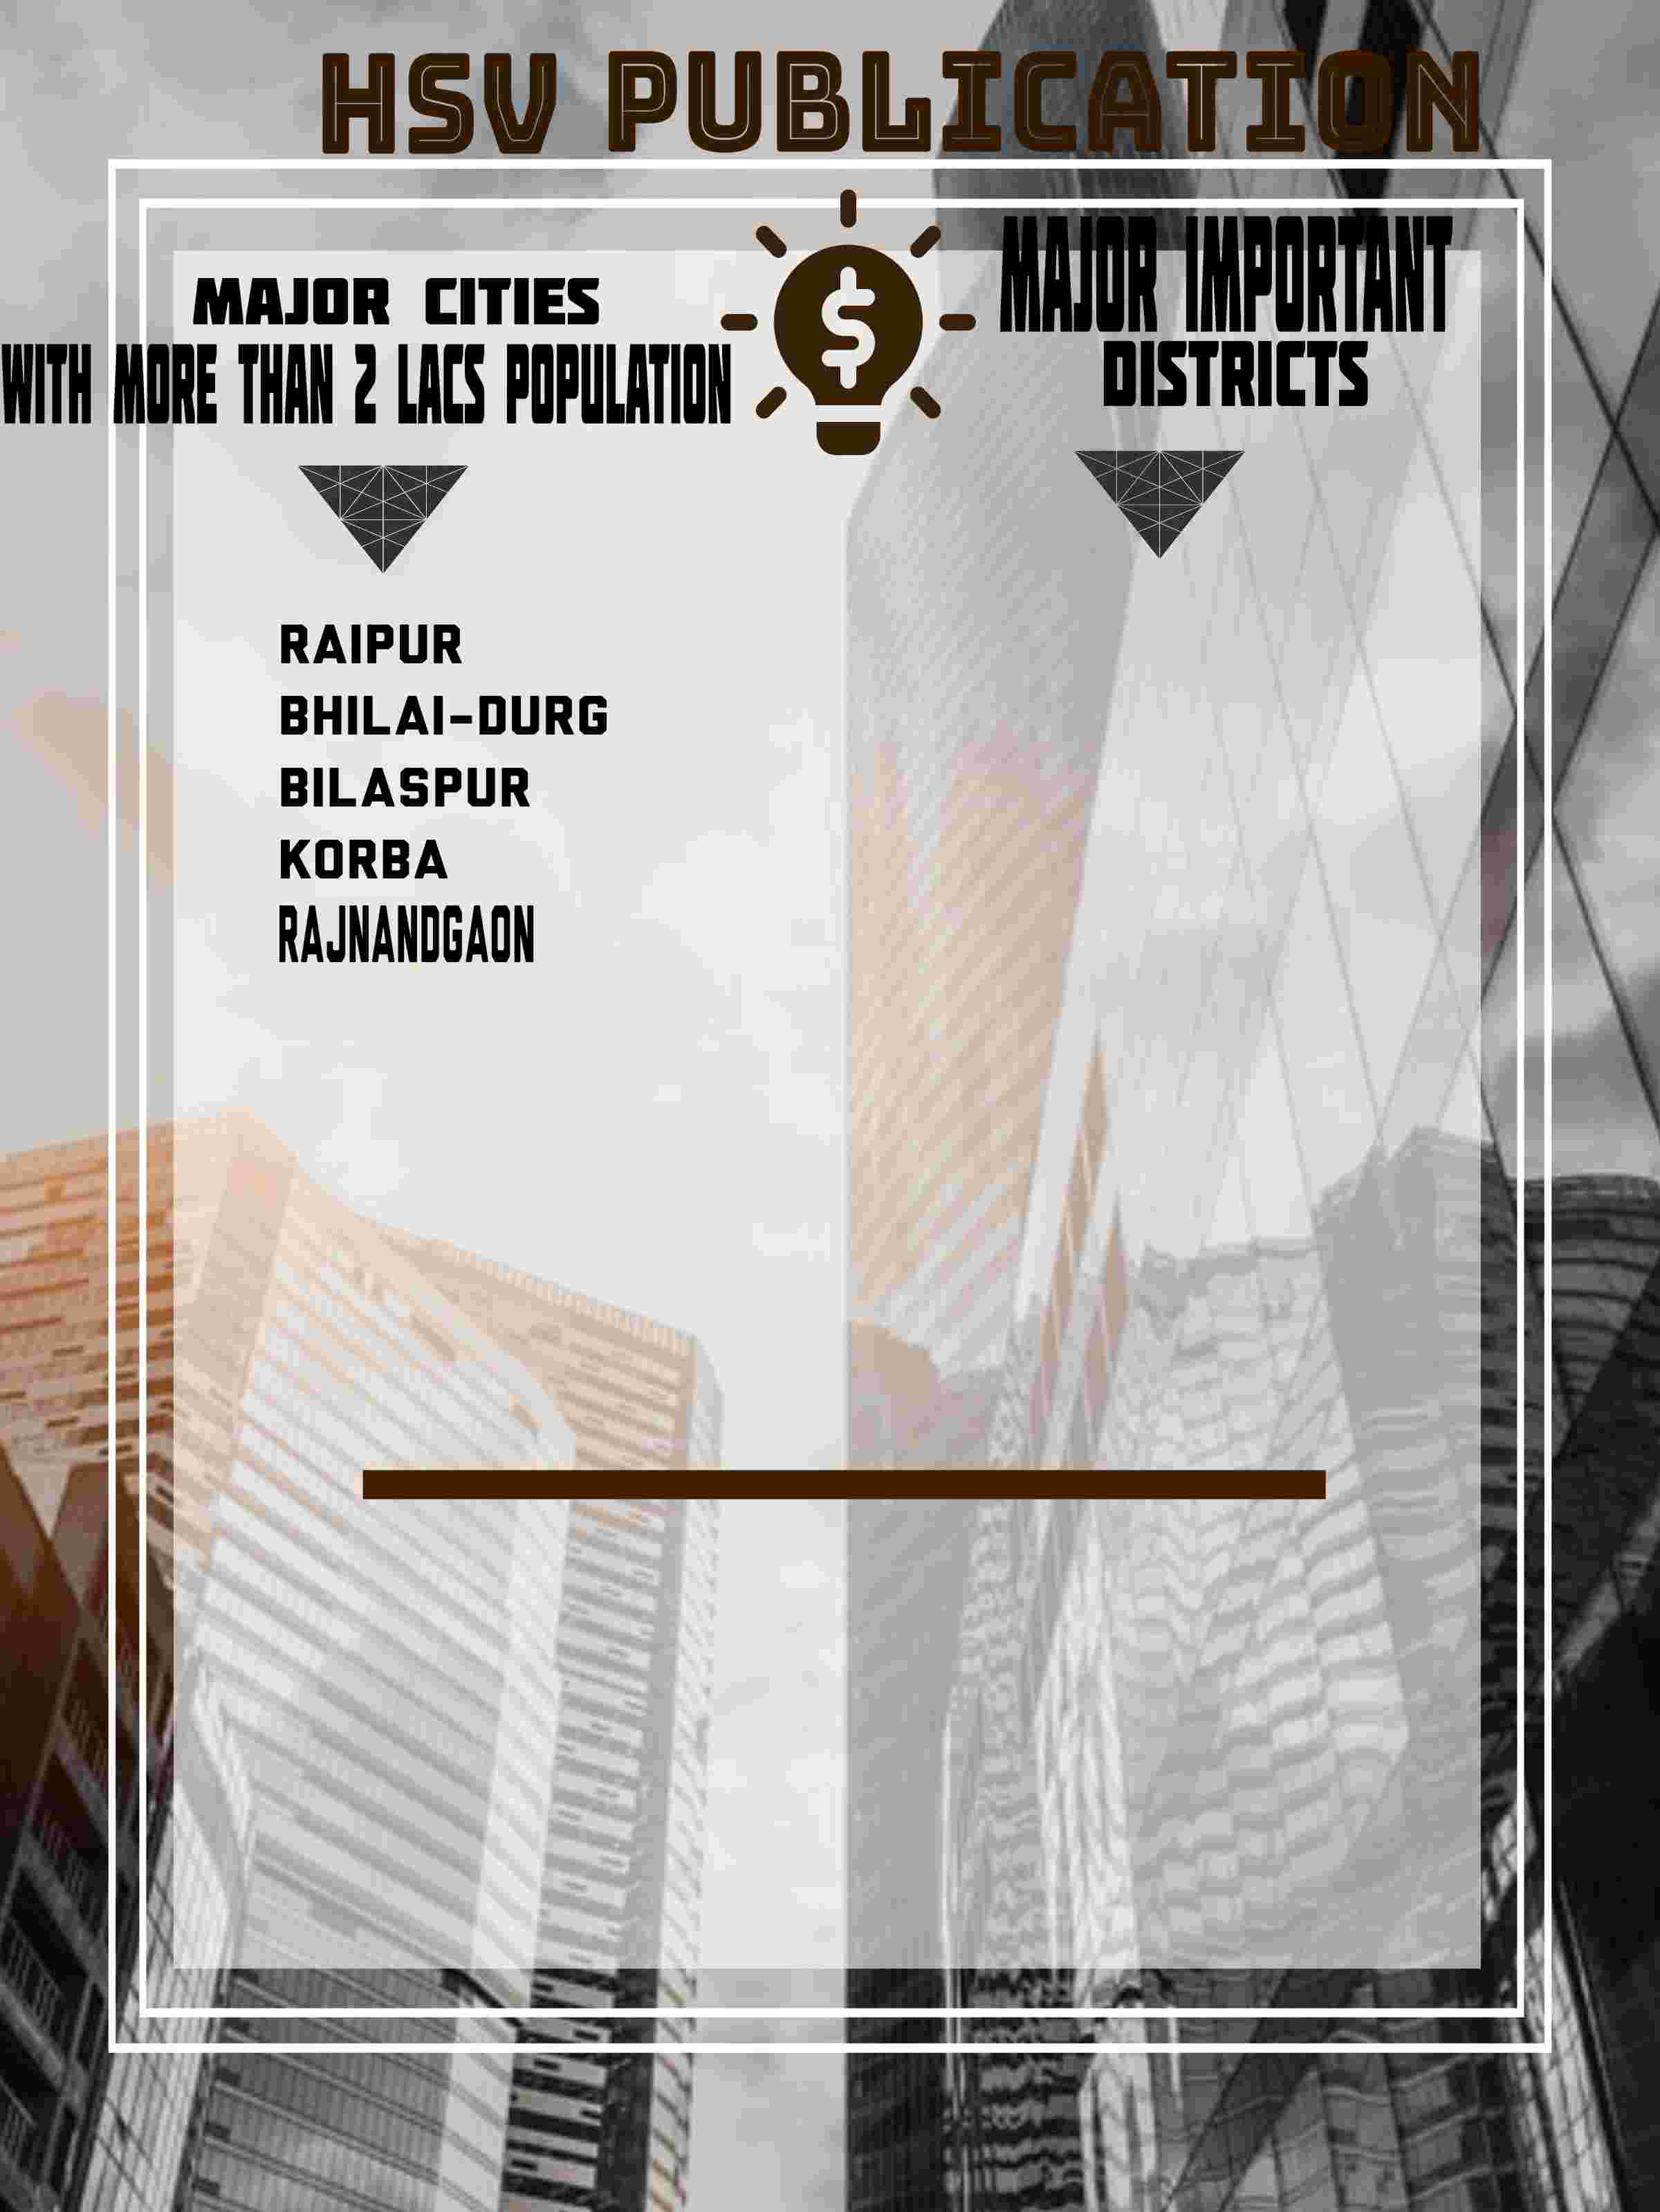 HSV PUBLICATION
MAJOR CITIES
WITH MORE THAN 2 LACS POPULATION
$
MAJOR IMPORTANT
DISTRICTS
RAIPUR
BHILAI-DURG
BILASPUR
KORBA
RAJNANDGAON